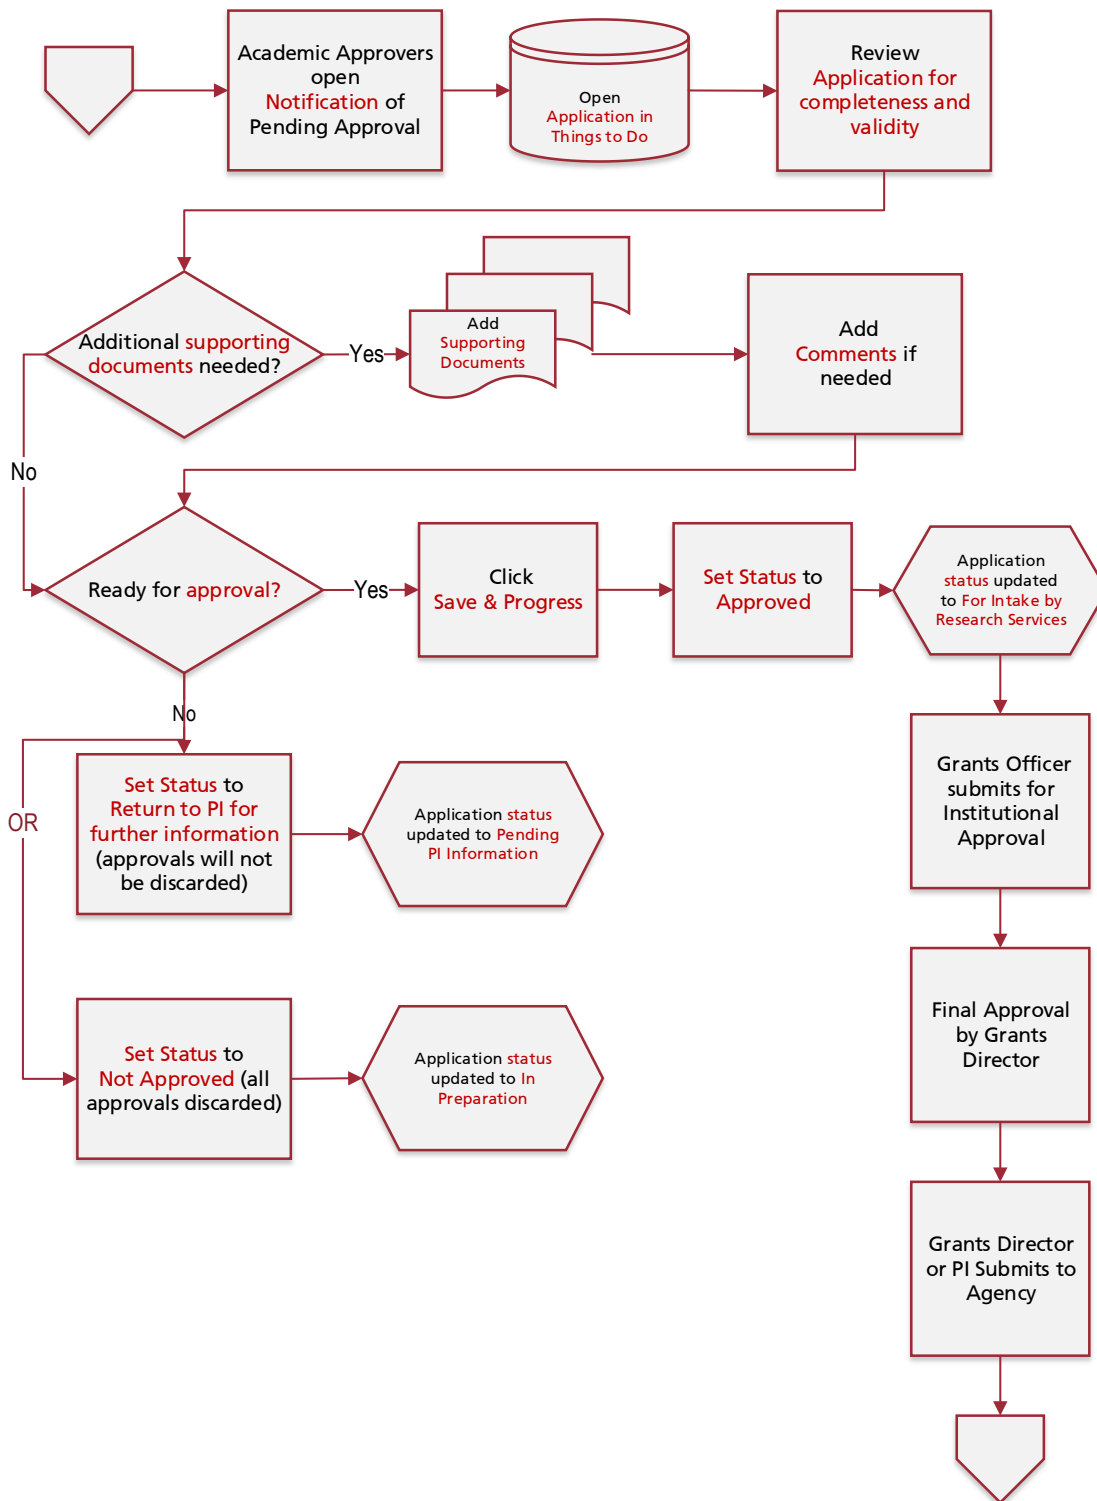 Academic Approvers
open
Notification of
Pending Approval
Open
Application in
Things to Do
Review
Application for
completeness and
validity
Additional supporting
documents needed?
Yes
Add
Supporting
Documents
Add
Comments if
needed
No
Ready for approval?
Yes
Click
Save & Progress
Set Status to
Approved
Application
status updated
to For Intake by
Research Services
No
OR
Set Status to
Return to PI for
further information
(approvals will not
be discarded)
Application status
updated to Pending
PI Information
Grants Officer
submits for
Institutional
Approval
Set Status to
Not Approved (all
approvals discarded)
Application status
updated to In
Preparation
Final Approval
by Grants
Director
Grants Director
or PI Submits to
Agency